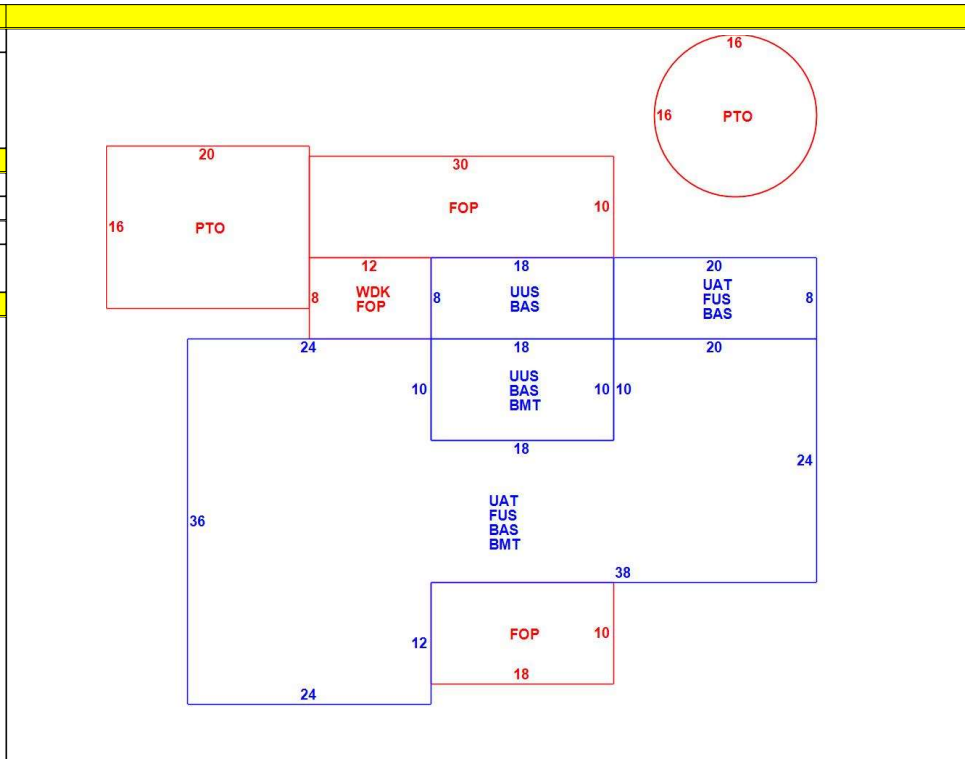 16
16 PTO
20
30
16 PTO
FOP 10
12 18 20
8 WDK
FOP
8 UUS
BAS
UAT
FUS
BAS
8
24 18 20
10 UUS
BAS
BMT
10 10
18
24
36
UAT
FUS
BAS
BMT
38
12 FOP 10
18
24